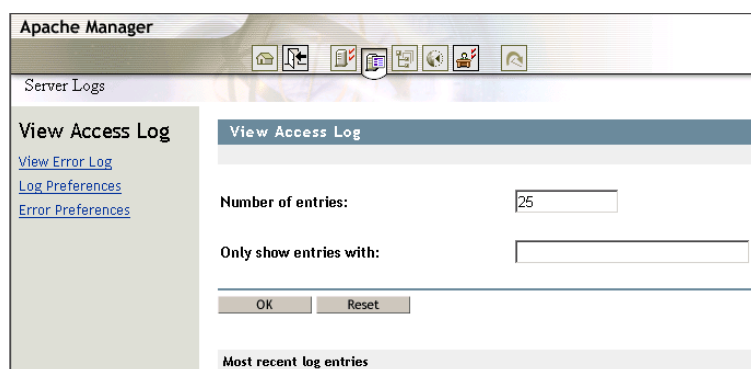 Apache Manager
Server Logs
View Access Log
View Error Log
Log Preferences
Error Preferences
View Access Log
Number of entries: 25
Only show entries with:
OK Reset
Most recent log entries